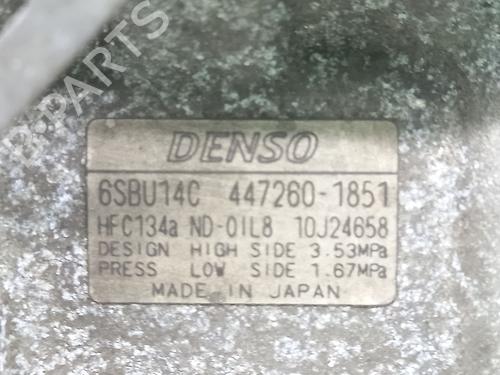 B-PARTS
DENSO
6SBU14C 447260-1851
HFC134a ND-OIL8 10J24658
DESIGN HIGH SIDE 3.53MPa
PRESS LOW SIDE 1.67MPa
MADE IN JAPAN